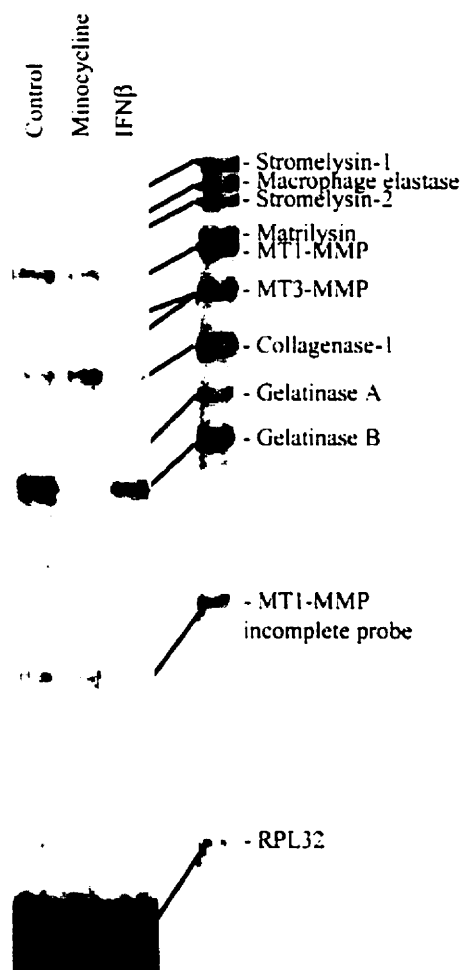 Control
Minocycline
IFNβ
- Stromelysin-1
- Macrophage elastase
- Stromelysin-2
- Matrilysin
- MT1-MMP
- MT3-MMP
- Collagenase-1
- Gelatinase A
- Gelatinase B
- MT1-MMP
incomplete probe
- RPL32